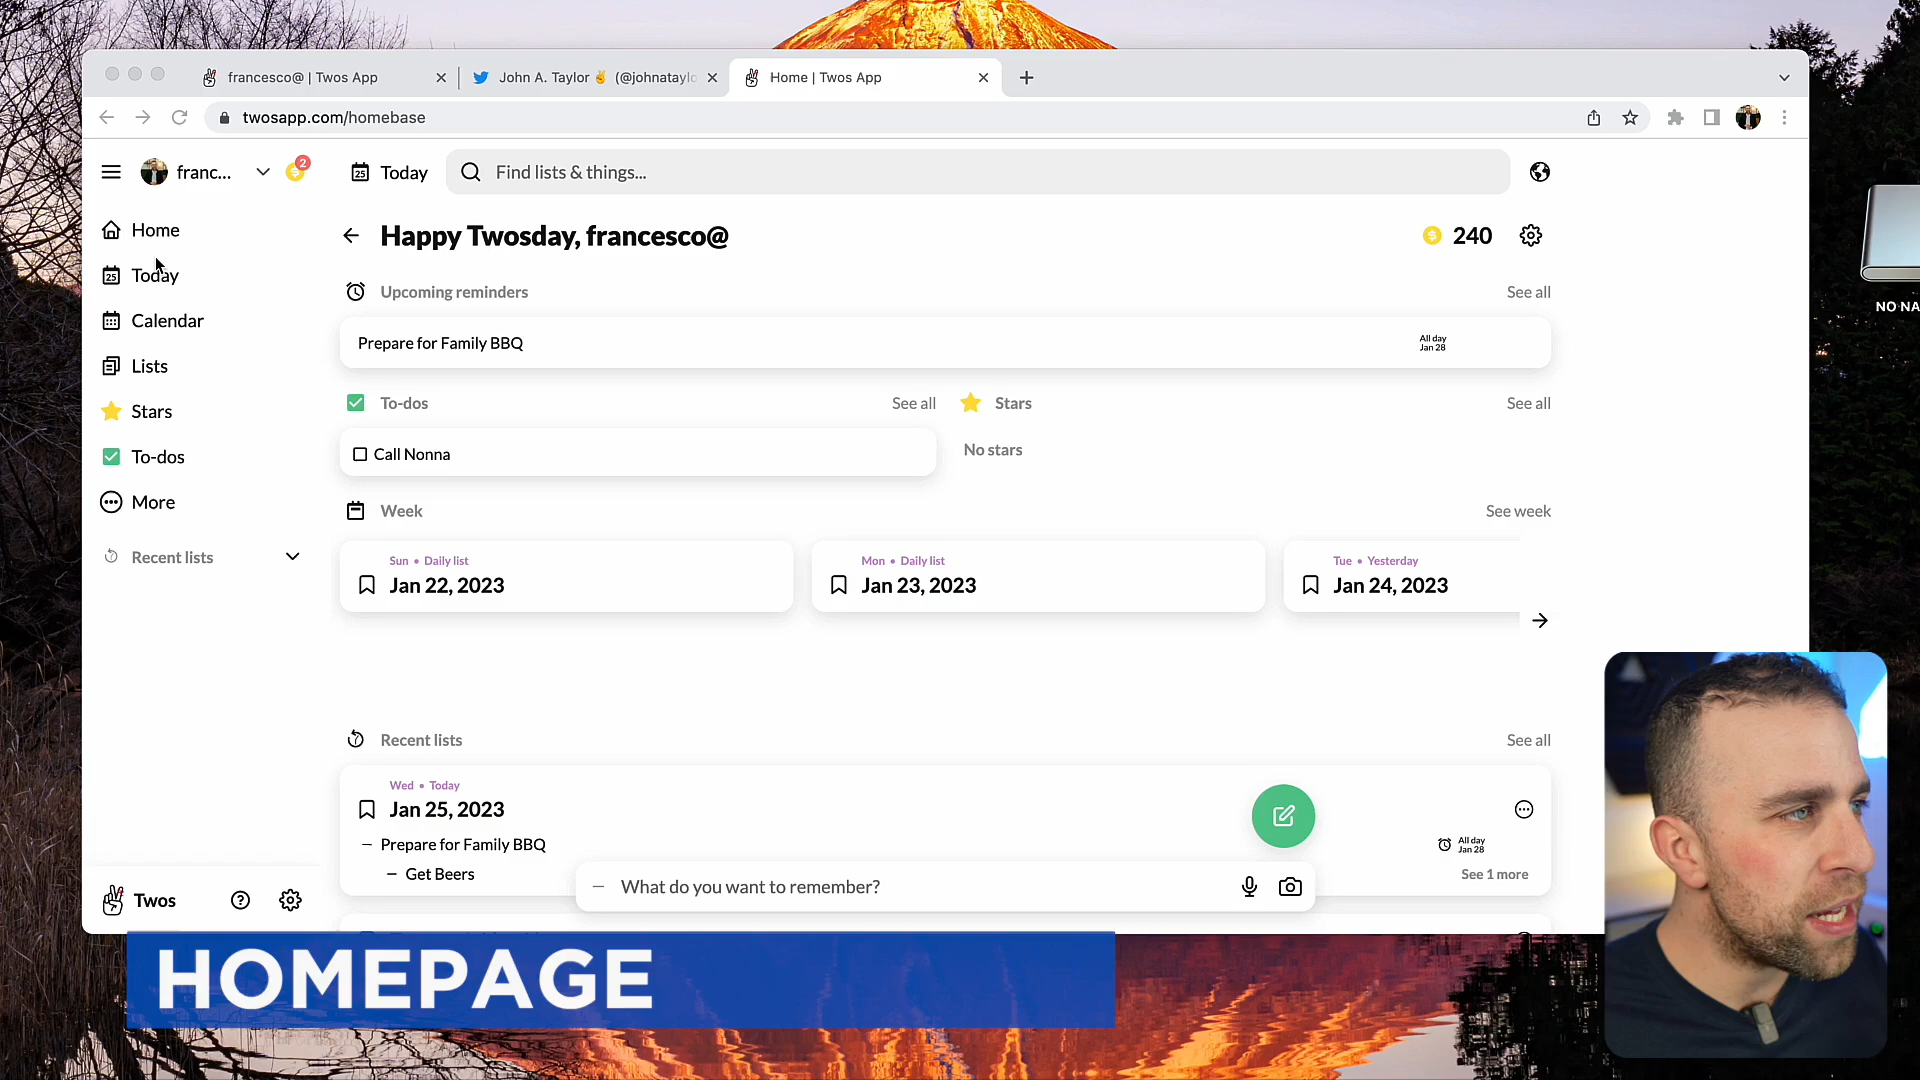 francesco@ | Twos App
John A. Taylor ✌ (@johnataylo
Home | Twos App
twosapp.com/homebase
franc...
2
25 Today
Find lists & things...
Home
25 Today
Calendar
Lists
Stars
To-dos
More
Recent lists
Happy Twosday, francesco@
240
Upcoming reminders
See all
Prepare for Family BBQ
All day
Jan 28
To-dos
See all
Call Nonna
Stars
See all
No stars
Week
See week
Sun • Daily list
Jan 22, 2023
Mon • Daily list
Jan 23, 2023
Tue • Yesterday
Jan 24, 2023
Recent lists
See all
Wed • Today
Jan 25, 2023
– Prepare for Family BBQ
All day
Jan 28
– Get Beers
See 1 more
– What do you want to remember?
Twos
NO NA
HOMEPAGE